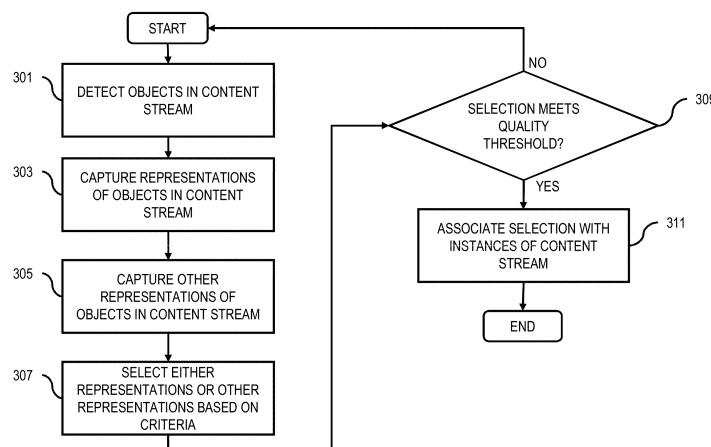 START
301
DETECT OBJECTS IN CONTENT
STREAM
303
CAPTURE REPRESENTATIONS
OF OBJECTS IN CONTENT
STREAM
305
CAPTURE OTHER
REPRESENTATIONS OF
OBJECTS IN CONTENT STREAM
307
SELECT EITHER
REPRESENTATIONS OR OTHER
REPRESENTATIONS BASED ON
CRITERIA
NO
SELECTION MEETS
QUALITY
THRESHOLD?
309
YES
ASSOCIATE SELECTION WITH
INSTANCES OF CONTENT
STREAM
311
END